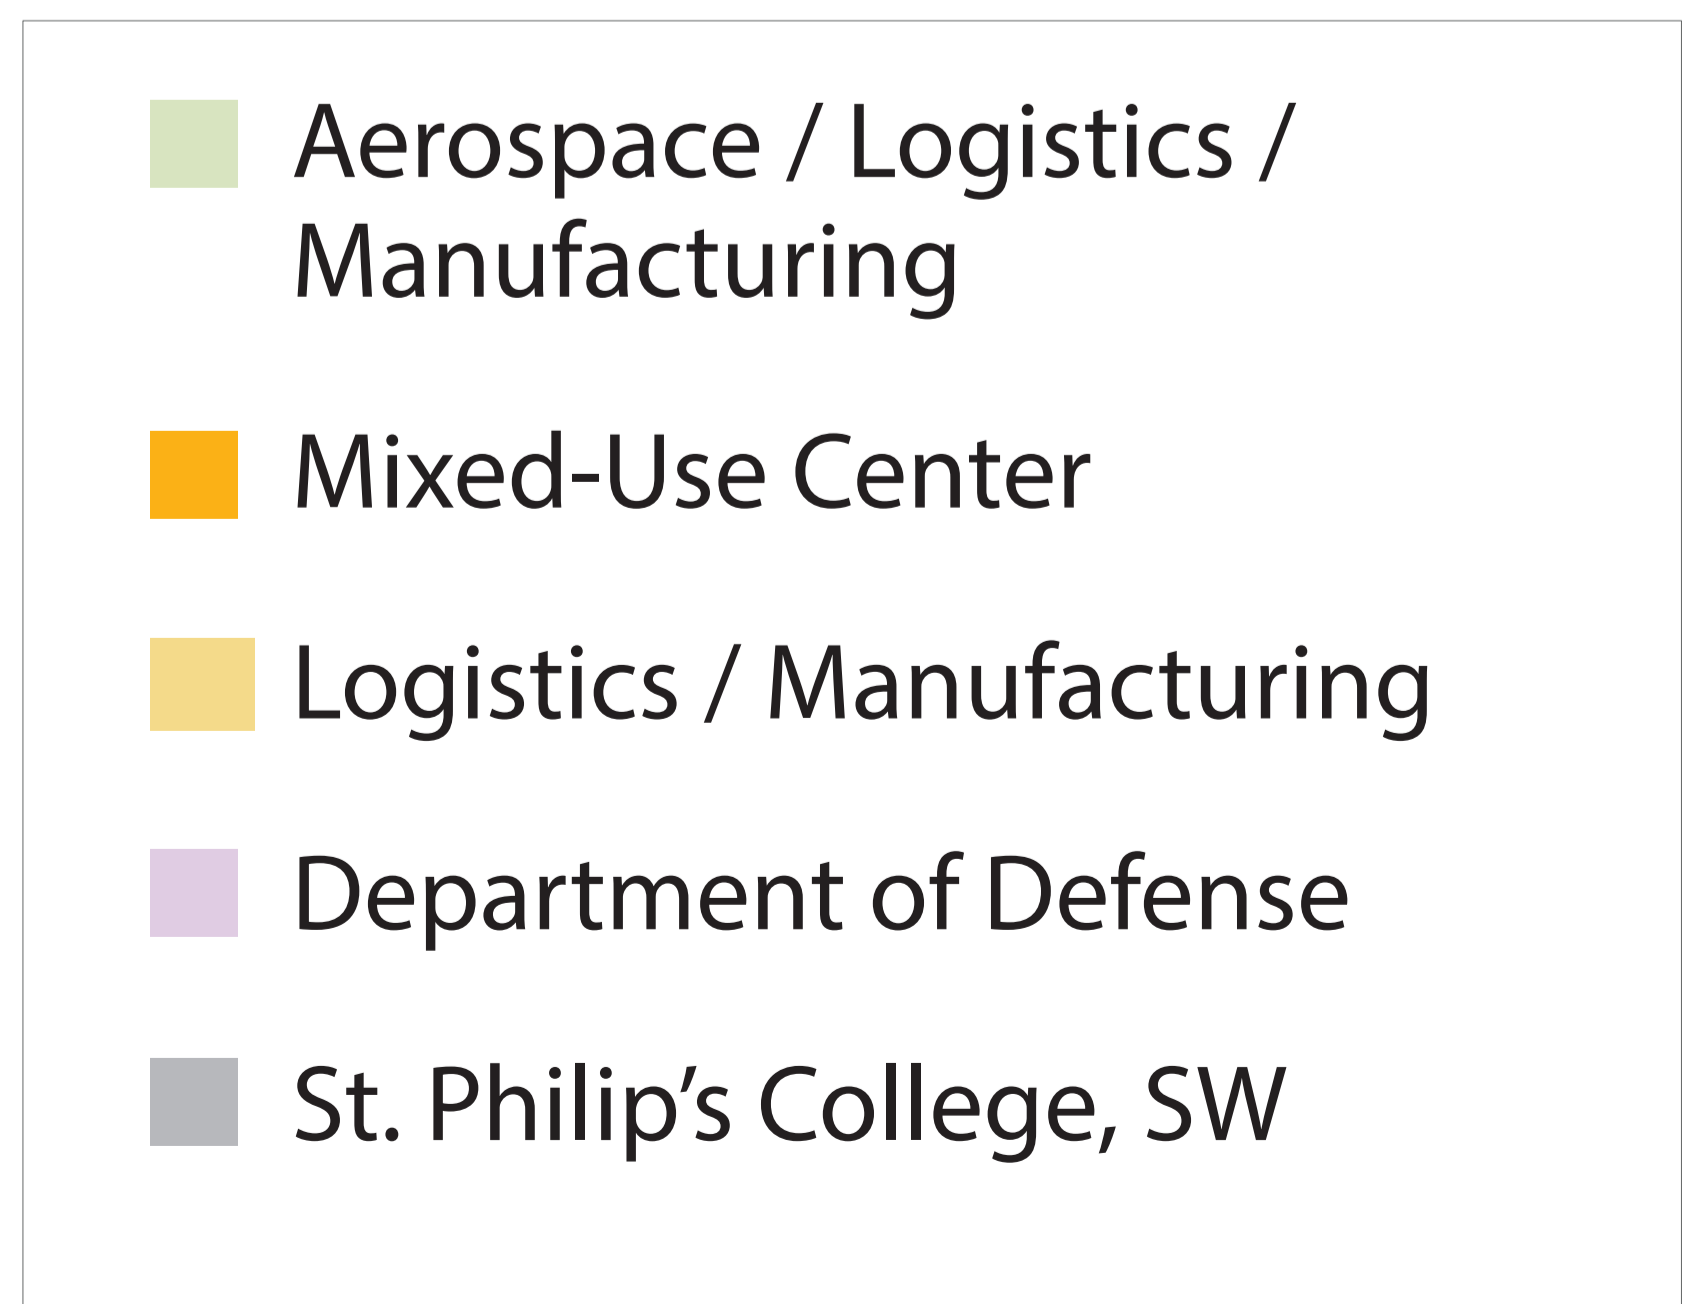 Aerospace / Logistics /
Manufacturing
Mixed-Use Center
Logistics / Manufacturing
Department of Defense
St. Philip’s College, SW